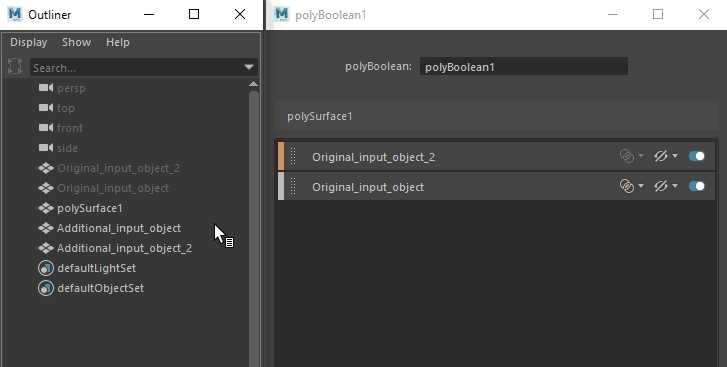 Outliner
Display Show Help
Search...
persp
top
front
side
Original_input_object_2
Original_input_object
polySurface1
Additional_input_object
Additional_input_object_2
defaultLightSet
defaultObjectSet
polyBoolean1
polyBoolean: polyBoolean1
polySurface1
Original_input_object_2
Original_input_object